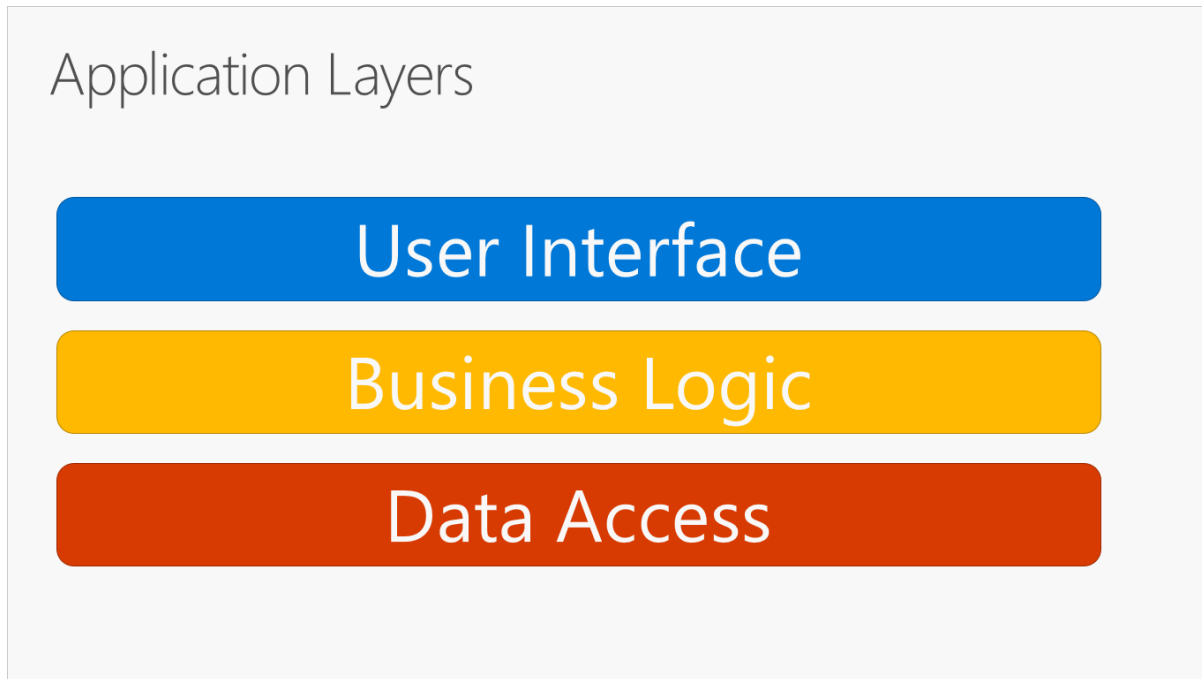 Application Layers
User Interface
Business Logic
Data Access